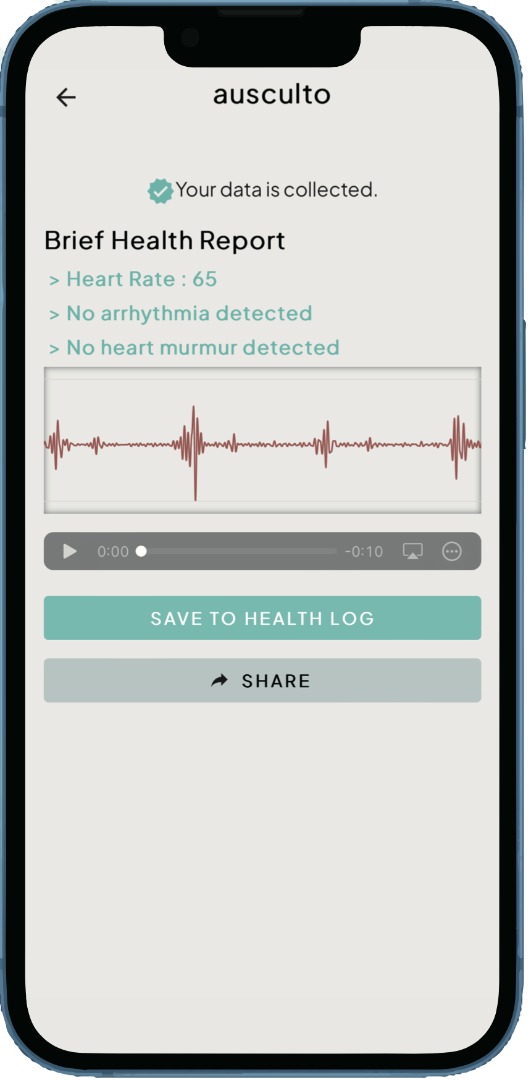 ausculto
Your data is collected.
Brief Health Report
> Heart Rate : 65
> No arrhythmia detected
> No heart murmur detected
0:00 -0:10
SAVE TO HEALTH LOG
SHARE